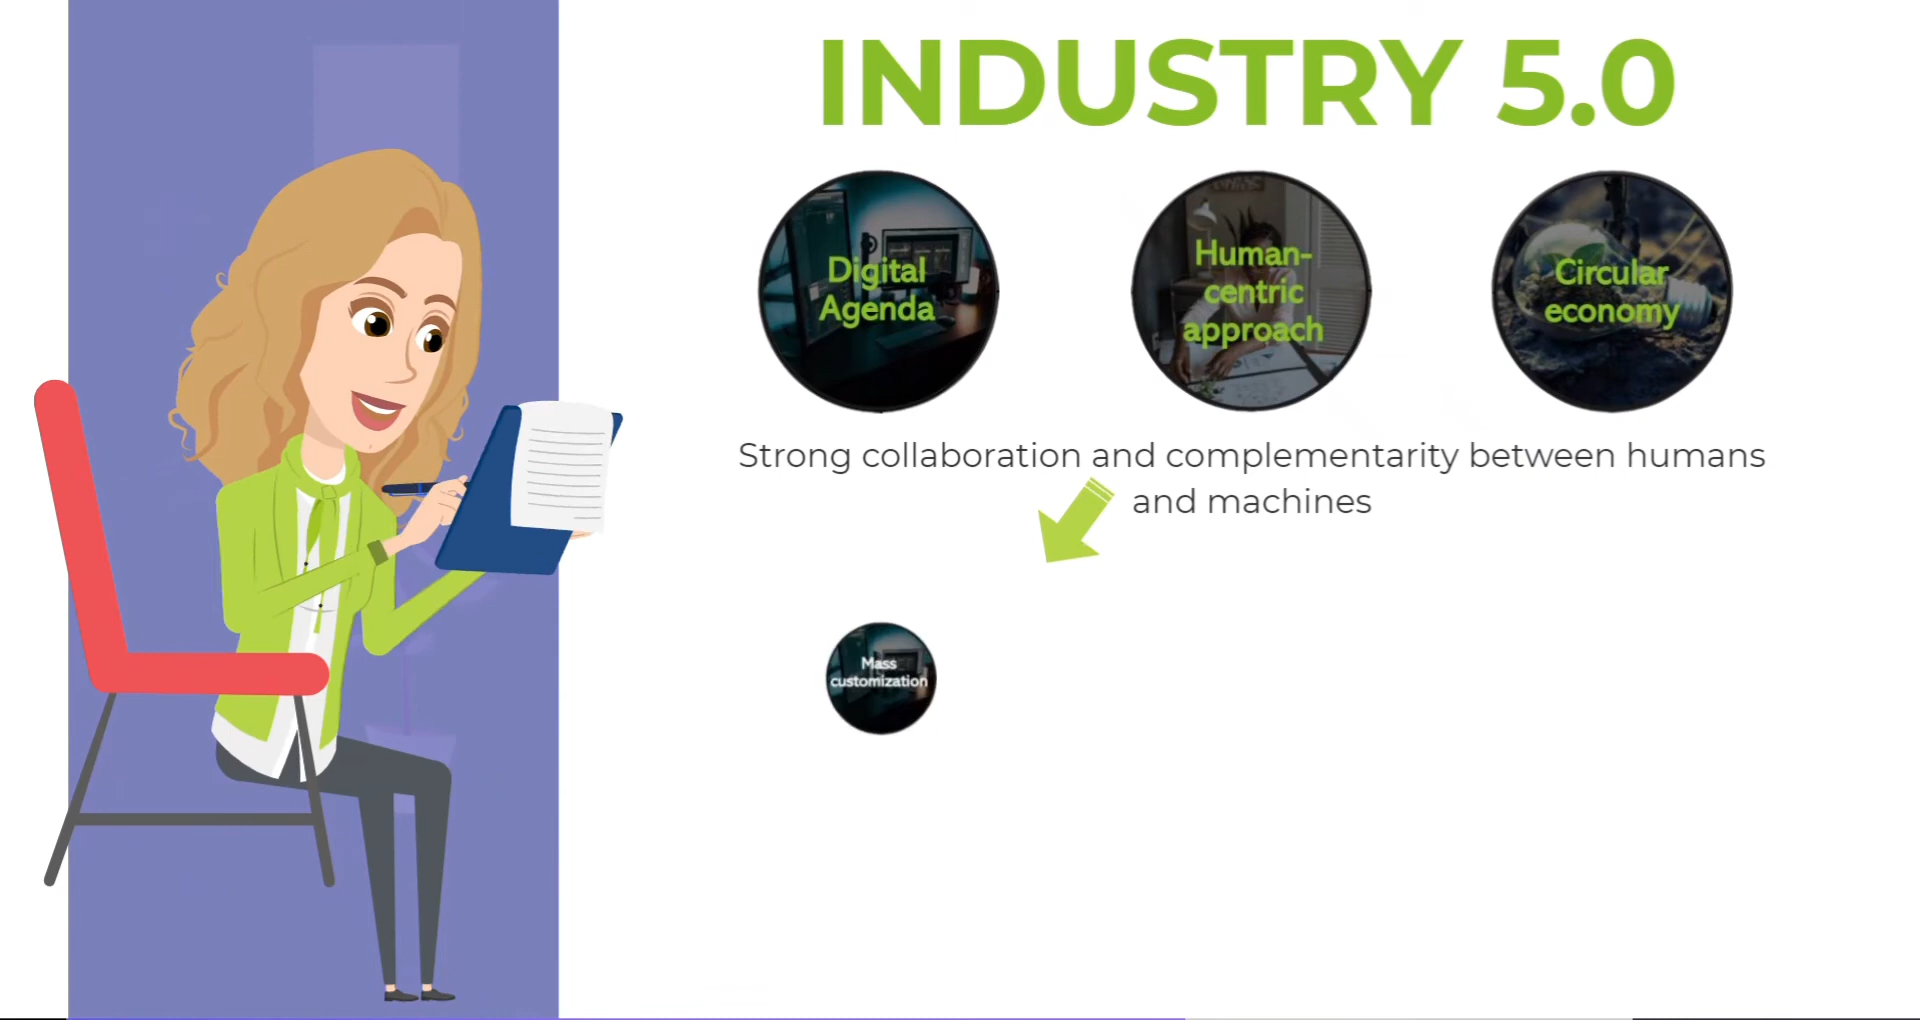 INDUSTRY 5.0
Digital
Agenda
Human-
centric
approach
Circular
economy
Strong collaboration and complementarity between humans
and machines
Mass
customization